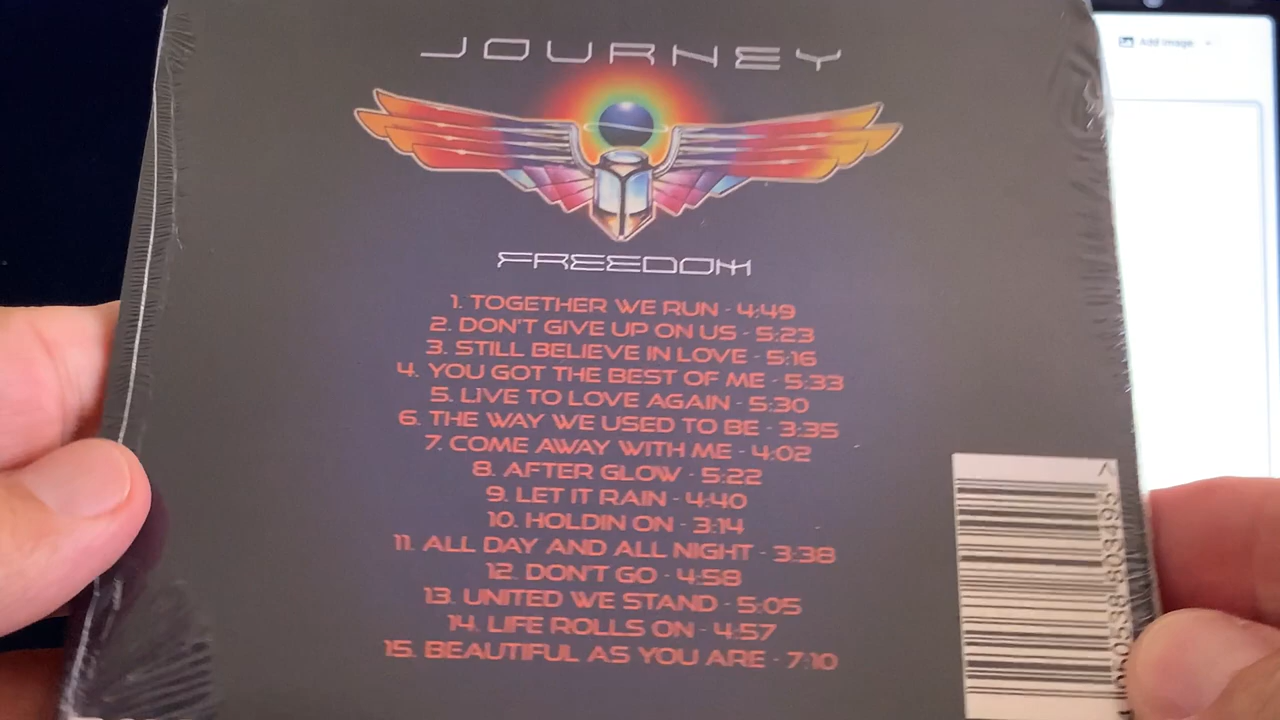 JOURNEY
Add image
FREEDOM
1. TOGETHER WE RUN - 4:49
2. DON'T GIVE UP ON US - 5:23
3. STILL BELIEVE IN LOVE - 5:16
4. YOU GOT THE BEST OF ME - 5:33
5. LIVE TO LOVE AGAIN - 5:30
6. THE WAY WE USED TO BE - 3:35
7. COME AWAY WITH ME - 4:02
8. AFTER GLOW - 5:22
9. LET IT RAIN - 4:40
10. HOLDIN ON - 3:14
11. ALL DAY AND ALL NIGHT - 3:38
12. DON'T GO - 4:58
13. UNITED WE STAND - 5:05
14. LIFE ROLLS ON - 4:57
15. BEAUTIFUL AS YOU ARE - 7:10